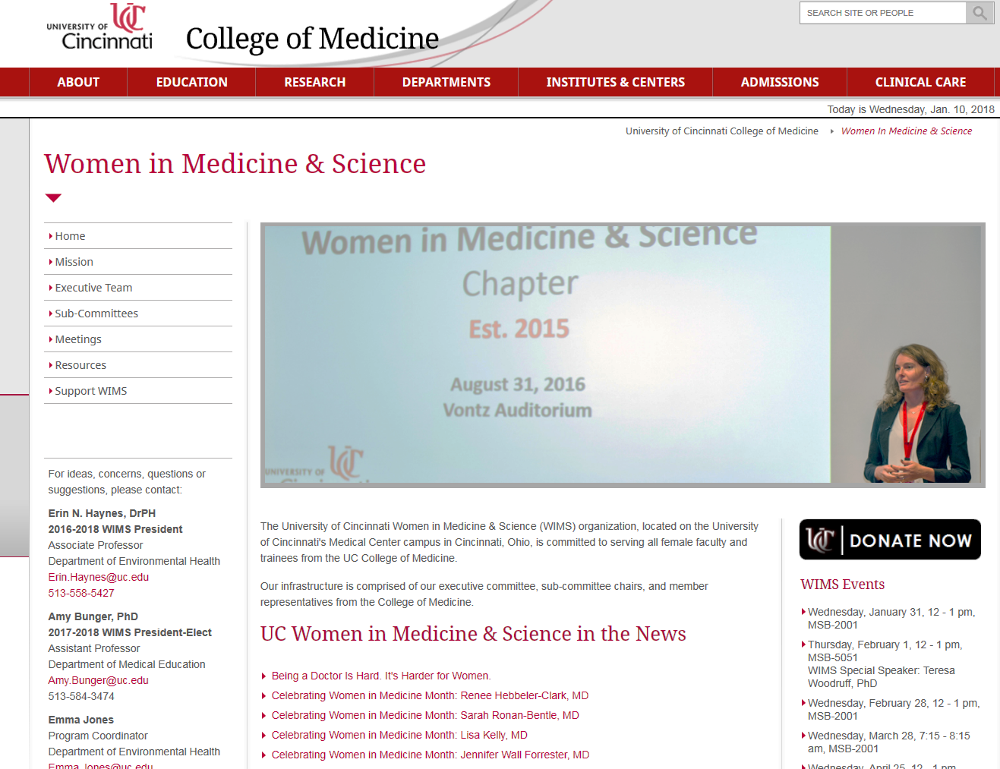 UNIVERSITY OF
Cincinnati
College of Medicine
SEARCH SITE OR PEOPLE
ABOUT
EDUCATION
RESEARCH
DEPARTMENTS
INSTITUTES & CENTERS
ADMISSIONS
CLINICAL CARE
Today is Wednesday, Jan. 10, 2018
University of Cincinnati College of Medicine
Women In Medicine & Science
Women in Medicine & Science
Home
Mission
Executive Team
Sub-Committees
Meetings
Resources
Support WIMS
For ideas, concerns, questions or
suggestions, please contact:
Erin N. Haynes, DrPH
2016-2018 WIMS President
Associate Professor
Department of Environmental Health
Erin.Haynes@uc.edu
513-558-5427
Amy Bunger, PhD
2017-2018 WIMS President-Elect
Assistant Professor
Department of Medical Education
Amy.Bunger@uc.edu
513-584-3474
Emma Jones
Program Coordinator
Department of Environmental Health
Emma.Jones@uc.edu
Women in Medicine & Science
Chapter
Est. 2015
August 31, 2016
Vontz Auditorium
UNIVERSITY OF
Cincinnati
The University of Cincinnati Women in Medicine & Science (WIMS) organization, located on the University
of Cincinnati's Medical Center campus in Cincinnati, Ohio, is committed to serving all female faculty and
trainees from the UC College of Medicine.
Our infrastructure is comprised of our executive committee, sub-committee chairs, and member
representatives from the College of Medicine.
UC Women in Medicine & Science in the News
Being a Doctor Is Hard. It's Harder for Women.
Celebrating Women in Medicine Month: Renee Hebbeler-Clark, MD
Celebrating Women in Medicine Month: Sarah Ronan-Bentle, MD
Celebrating Women in Medicine Month: Lisa Kelly, MD
Celebrating Women in Medicine Month: Jennifer Wall Forrester, MD
DONATE NOW
WIMS Events
Wednesday, January 31, 12 - 1 pm,
MSB-2001
Thursday, February 1, 12 - 1 pm,
MSB-5051
WIMS Special Speaker: Teresa
Woodruff, PhD
Wednesday, February 28, 12 - 1 pm,
MSB-2001
Wednesday, March 28, 7:15 - 8:15
am, MSB-2001
Wednesday, April 25, 12 - 1 pm,